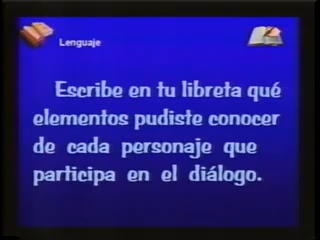 Lenguaje
Escribe en tu libreta qué
elementos pudiste conocer
de cada personaje que
participa en el diálogo.